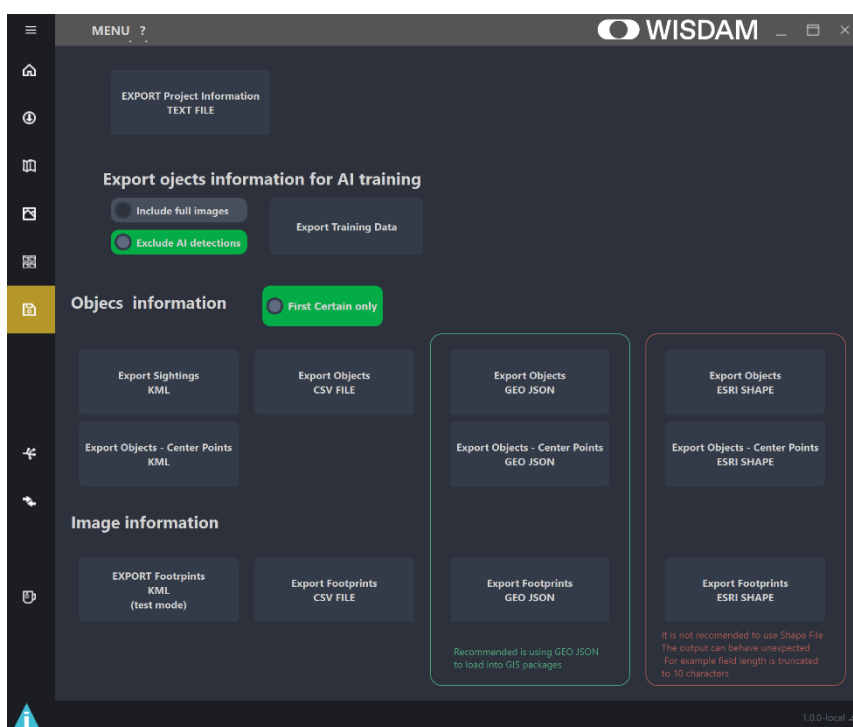 MENU ?
WISDAM
EXPORT Project Information
TEXT FILE
Export ojects information for AI training
Include full images
Exclude AI detections
Export Training Data
Objecs information
First Certain only
Export Sightings
KML
Export Objects
CSV FILE
Export Objects
GEO JSON
Export Objects
ESRI SHAPE
Export Objects - Center Points
KML
Export Objects - Center Points
GEO JSON
Export Objects - Center Points
ESRI SHAPE
Image information
EXPORT Footrpints
KML
(test mode)
Export Footprints
CSV FILE
Export Footprints
GEO JSON
Export Footprints
ESRI SHAPE
Recommended is using GEO JSON
to load into GIS packages
It is not recomended to use Shape File
The output can behave unexpected
For example field length is truncated
to 10 characters
1.0.0-local